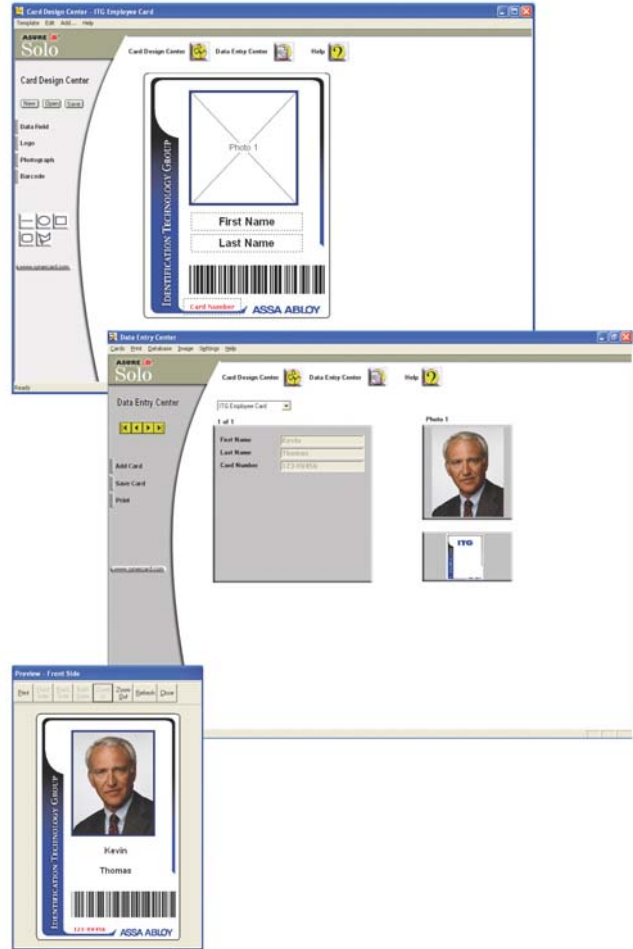 Card Design Center - ITG Employee Card
Template Edit Add... Help
ASURE ID
Solo
Card Design Center Data Entry Center Help
Card Design Center
New Open Save
Data Field
Logo
Photograph
Barcode
Photo 1
First Name
Last Name
IDENTIFICATION TECHNOLOGY GROUP
Card Number ASSA ABLOY
Ready
Data Entry Center
Cards Print Database Image Settings Help
ASURE ID
Solo
Card Design Center Data Entry Center Help
Data Entry Center
ITG Employee Card
1 of 1
Photo 1
First Name
Last Name Thomas
Card Number
Add Card
Save Card
Print
ITG
Preview - Front Side
Print Zoom Out Refresh Close
IDENTIFICATION TECHNOLOGY GROUP
Kevin
Thomas
ASSA ABLOY